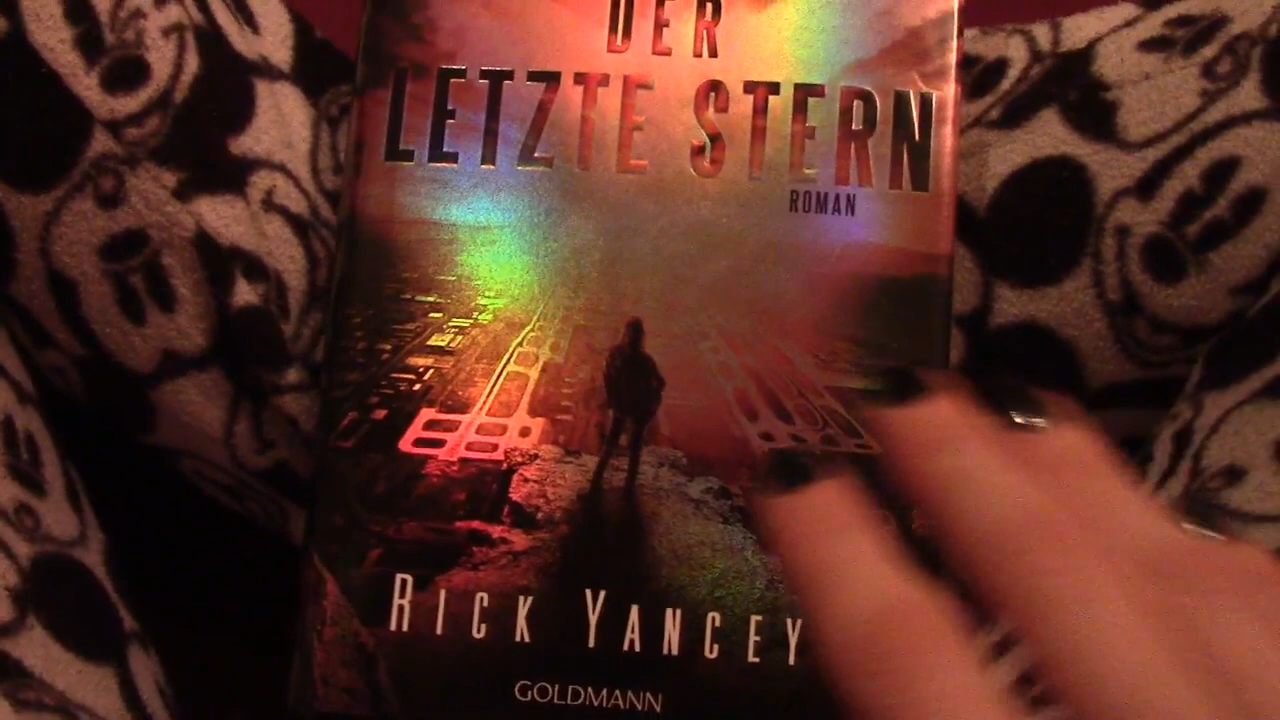 DER
LETZTE STERN
ROMAN
RICK YANCEY
GOLDMANN